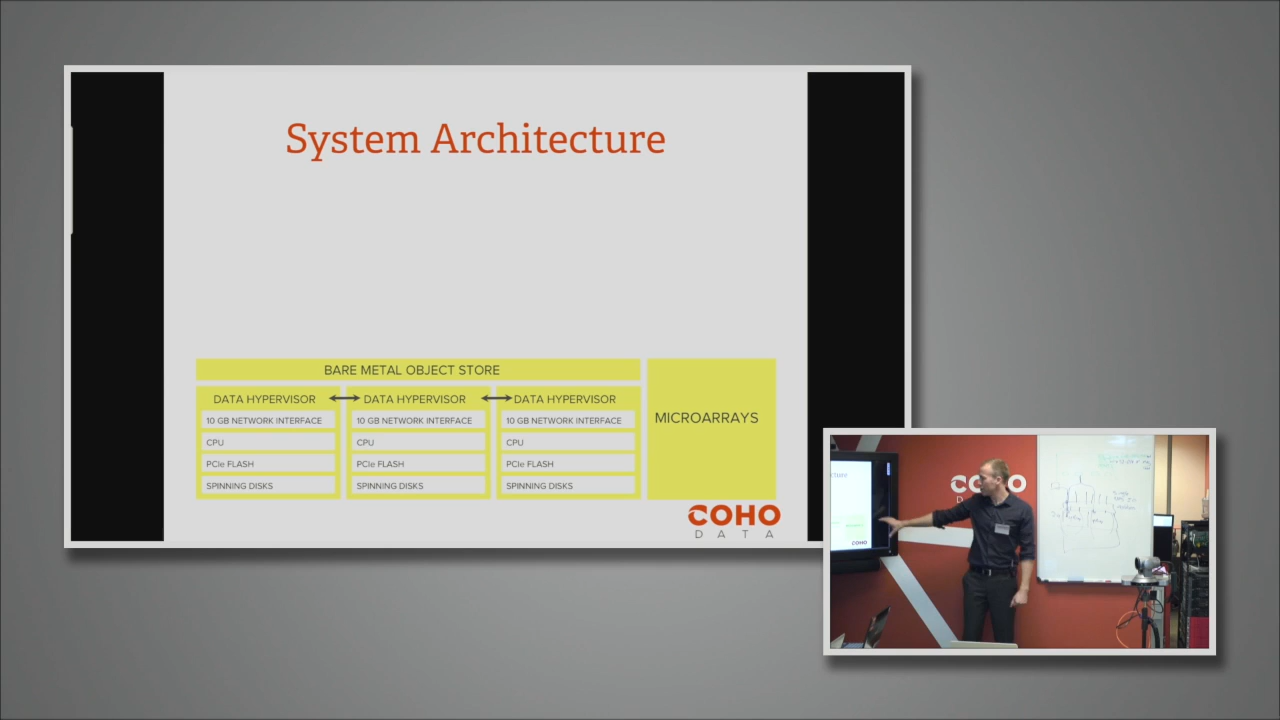 System Architecture
BARE METAL OBJECT STORE
DATA HYPERVISOR DATA HYPERVISOR DATA HYPERVISOR
10 GB NETWORK INTERFACE 10 GB NETWORK INTERFACE 10 GB NETWORK INTERFACE
CPU CPU CPU
PCIe FLASH PCIe FLASH PCIe FLASH
SPINNING DISKS SPINNING DISKS SPINNING DISKS
MICROARRAYS
COHO
DATA
COHO
COHO